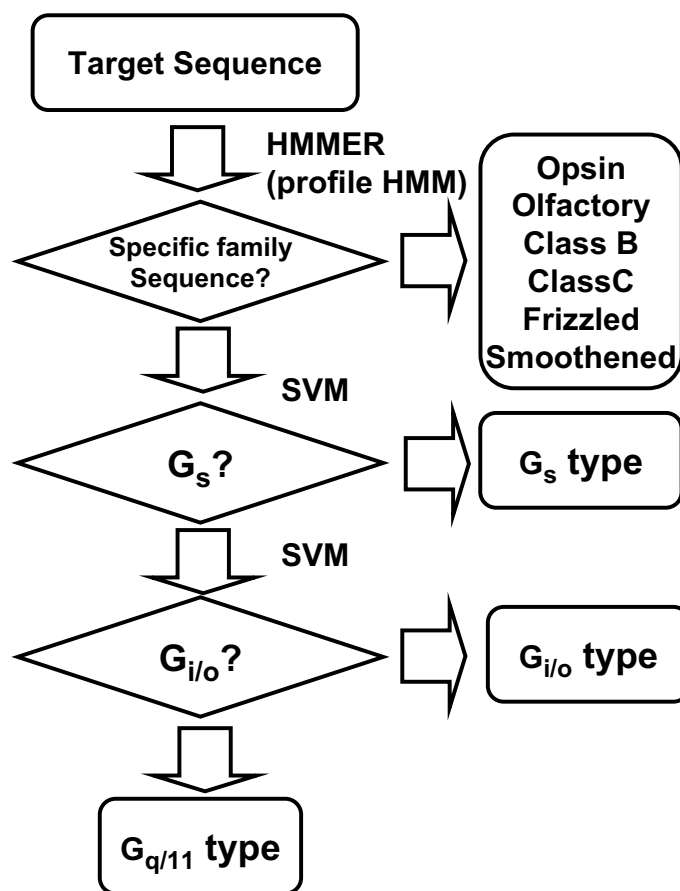 Target Sequence
HMMER
(profile HMM)
Specific family
Sequence?
Opsin
Olfactory
Class B
ClassC
Frizzled
Smoothened
SVM
Gs?
Gs type
SVM
Gi/o?
Gi/o type
Gq/11 type